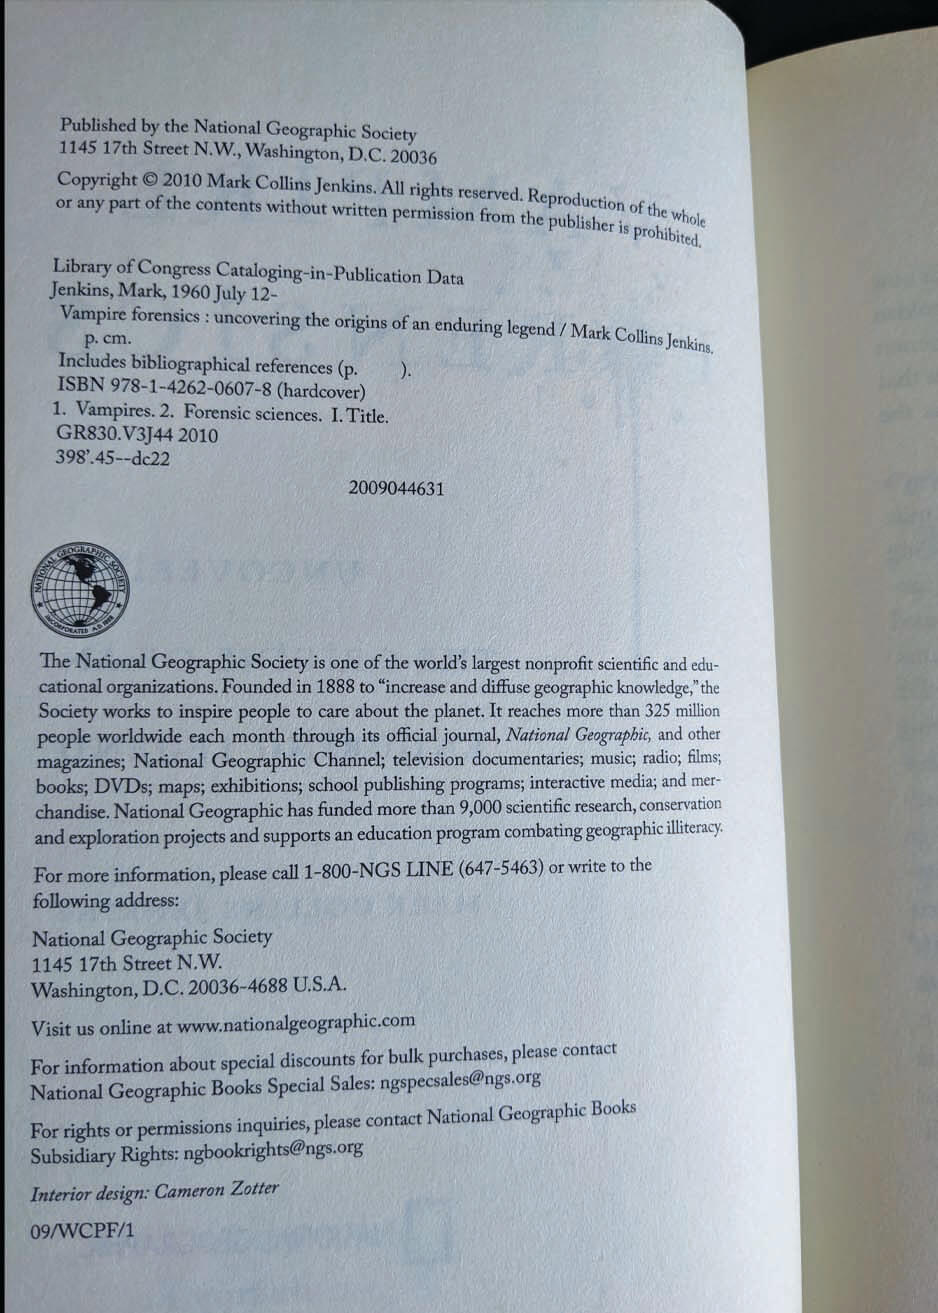 Published by the National Geographic Society
1145 17th Street N.W., Washington, D.C. 20036
Copyright © 2010 Mark Collins Jenkins. All rights reserved. Reproduction of the whole
or any part of the contents without written permission from the publisher is prohibited.
Library of Congress Cataloging-in-Publication Data
Jenkins, Mark, 1960 July 12-
Vampire forensics : uncovering the origins of an enduring legend / Mark Collins Jenkins.
p. cm.
Includes bibliographical references (p. ).
ISBN 978-1-4262-0607-8 (hardcover)
1. Vampires. 2. Forensic sciences. I. Title.
GR830.V3J44 2010
398’.45--dc22
2009044631
NATIONAL GEOGRAPHIC SOCIETY
INCORPORATED A.D. 1888
The National Geographic Society is one of the world’s largest nonprofit scientific and edu-
cational organizations. Founded in 1888 to “increase and diffuse geographic knowledge,” the
Society works to inspire people to care about the planet. It reaches more than 325 million
people worldwide each month through its official journal, National Geographic, and other
magazines; National Geographic Channel; television documentaries; music; radio; films;
books; DVDs; maps; exhibitions; school publishing programs; interactive media; and mer-
chandise. National Geographic has funded more than 9,000 scientific research, conservation
and exploration projects and supports an education program combating geographic illiteracy.
For more information, please call 1-800-NGS LINE (647-5463) or write to the
following address:
National Geographic Society
1145 17th Street N.W.
Washington, D.C. 20036-4688 U.S.A.
Visit us online at www.nationalgeographic.com
For information about special discounts for bulk purchases, please contact
National Geographic Books Special Sales: ngspecsales@ngs.org
For rights or permissions inquiries, please contact National Geographic Books
Subsidiary Rights: ngbookrights@ngs.org
Interior design: Cameron Zotter
09/WCPF/1